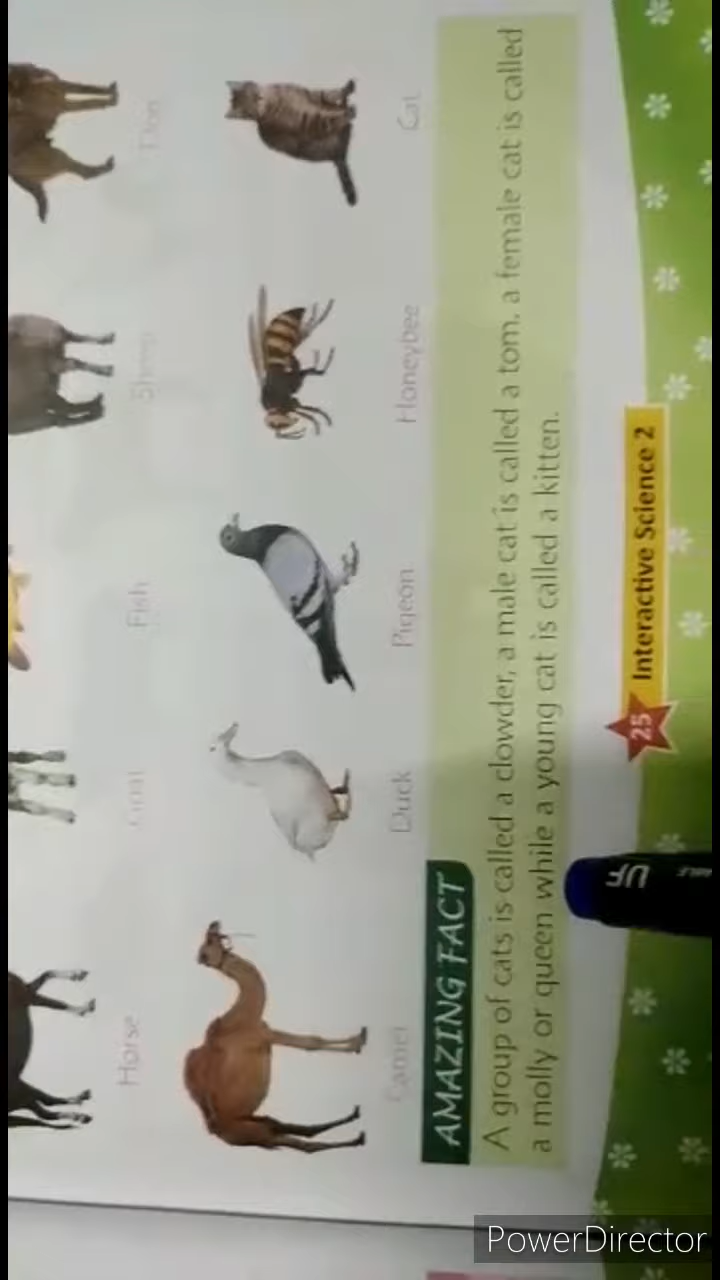 Horse Goat Fish Sheep Lion
Camel Duck Pigeon Honeybee Cat
AMAZING FACT
A group of cats is called a clowder, a male cat is called a tom, a female cat is called
a molly or queen while a young cat is called a kitten.
25 Interactive Science 2
UF
PowerDirector